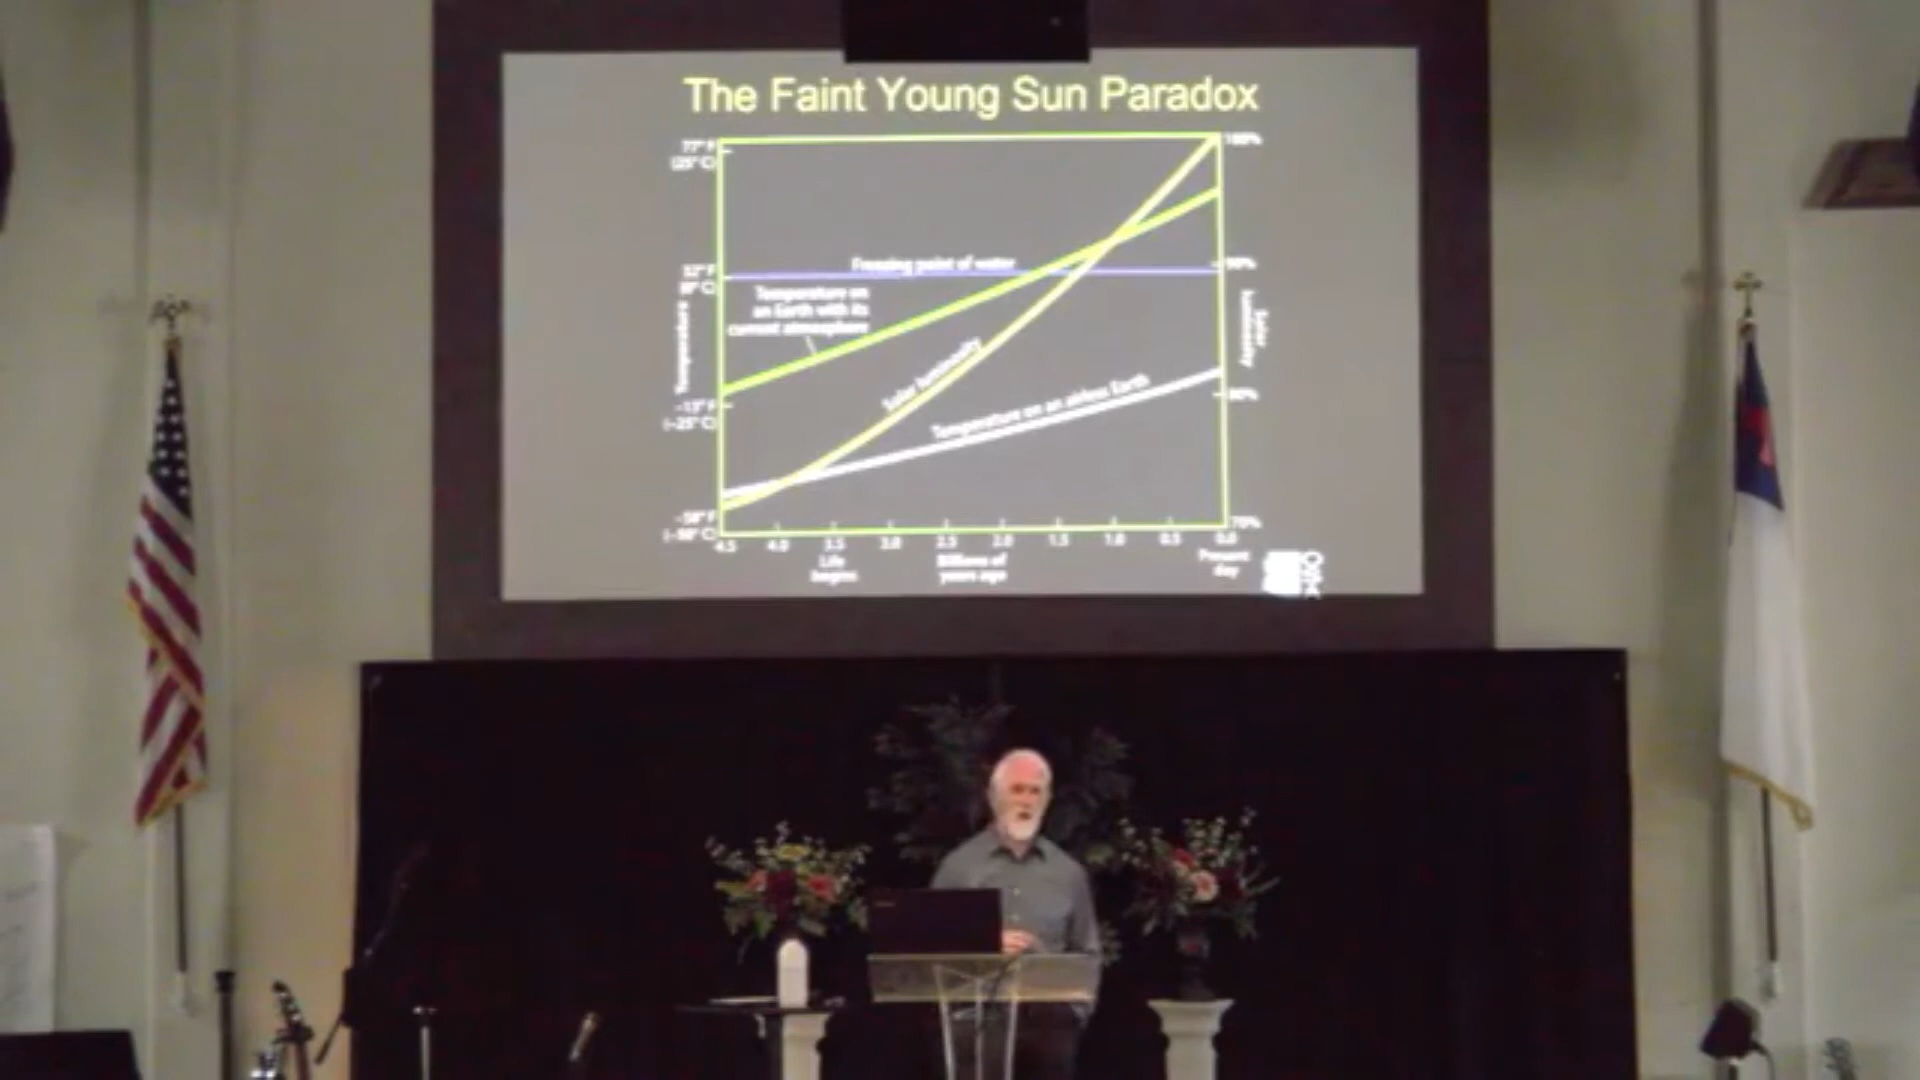 The Faint Young Sun Paradox
77° F
(25° C)
100%
Freezing point of water
90%
32° F
(0° C)
Temperature on
an Earth with its
current atmosphere
Temperature
Solar
luminosity
Solar luminosity
Temperature on an airless Earth
80%
-13° F
(-25° C)
-58° F
(-50° C)
70%
4.5 4.0 3.5 3.0 2.5 2.0 1.5 1.0 0.5 0.0
Life
begins
Billions of
years ago
Present
day